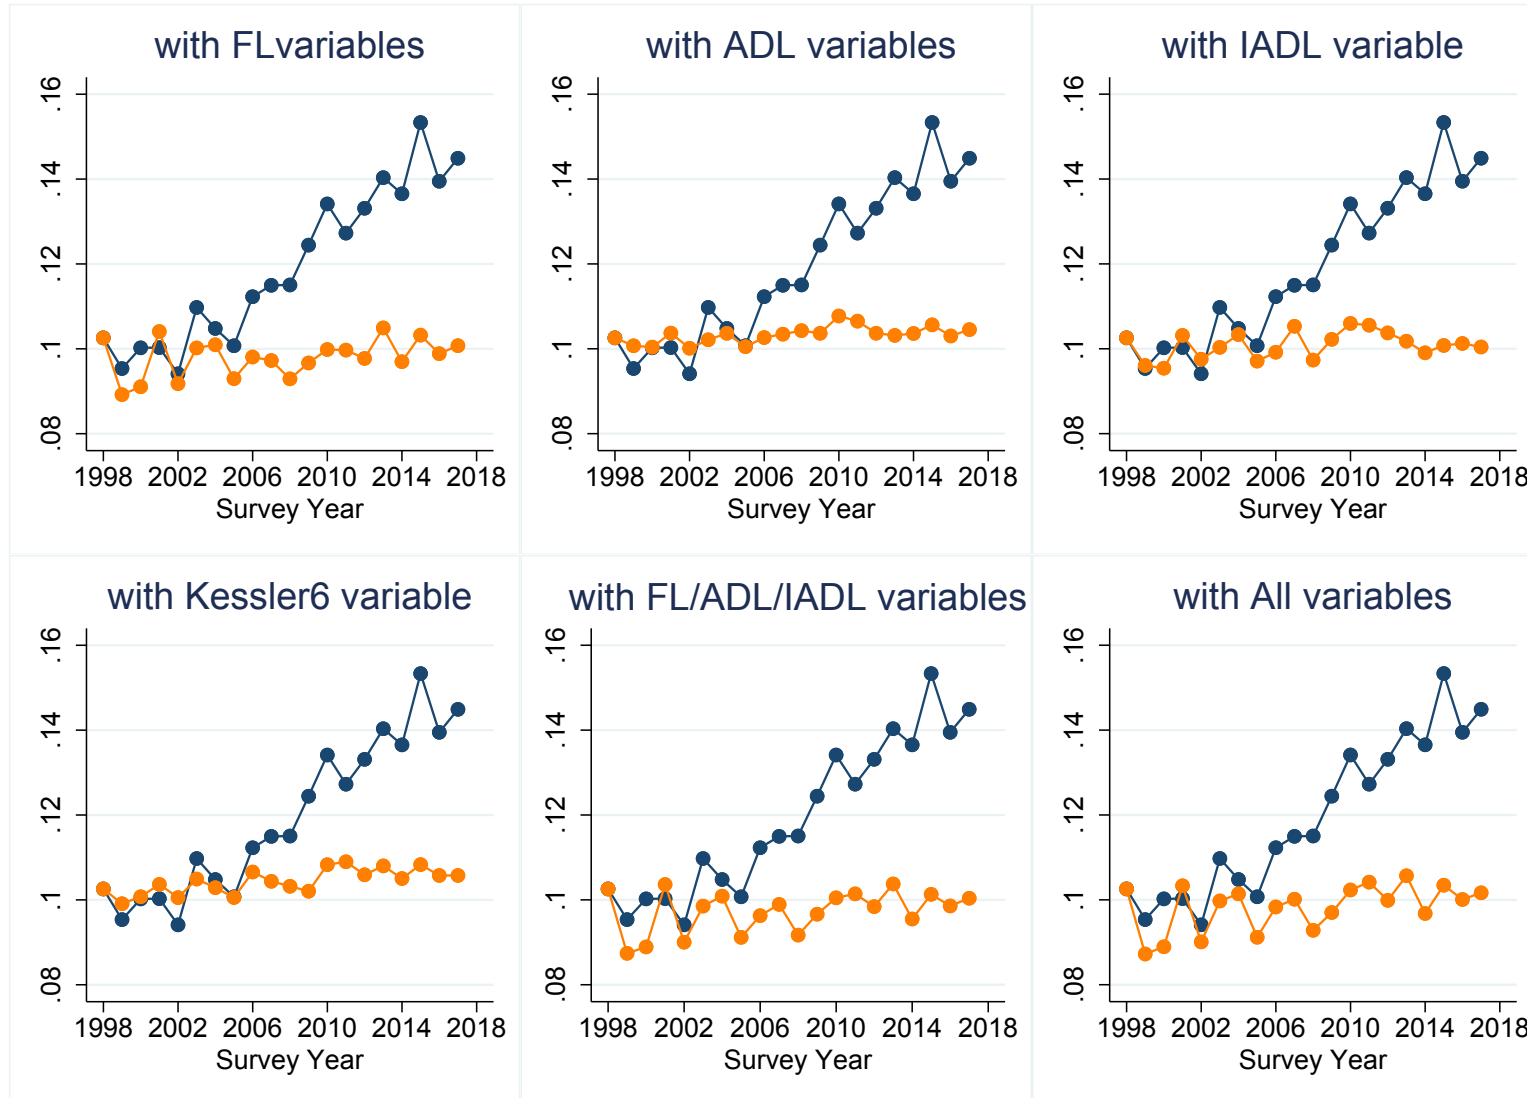 with FLvariables
.16
.14
.12
.1
.08
1998 2002 2006 2010 2014 2018
Survey Year
with ADL variables
.16
.14
.12
.1
.08
1998 2002 2006 2010 2014 2018
Survey Year
with IADL variable
.16
.14
.12
.1
.08
1998 2002 2006 2010 2014 2018
Survey Year
with Kessler6 variable
.16
.14
.12
.1
.08
1998 2002 2006 2010 2014 2018
Survey Year
with FL/ADL/IADL variables
.16
.14
.12
.1
.08
1998 2002 2006 2010 2014 2018
Survey Year
with All variables
.16
.14
.12
.1
.08
1998 2002 2006 2010 2014 2018
Survey Year